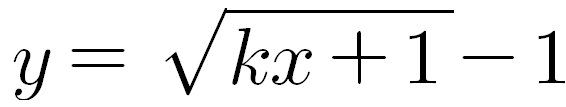 y = √(kx + 1) − 1